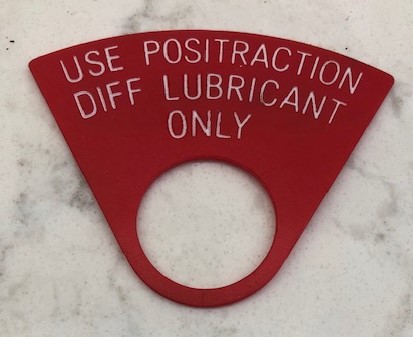 USE POSITRACTION
DIFF LUBRICANT
ONLY